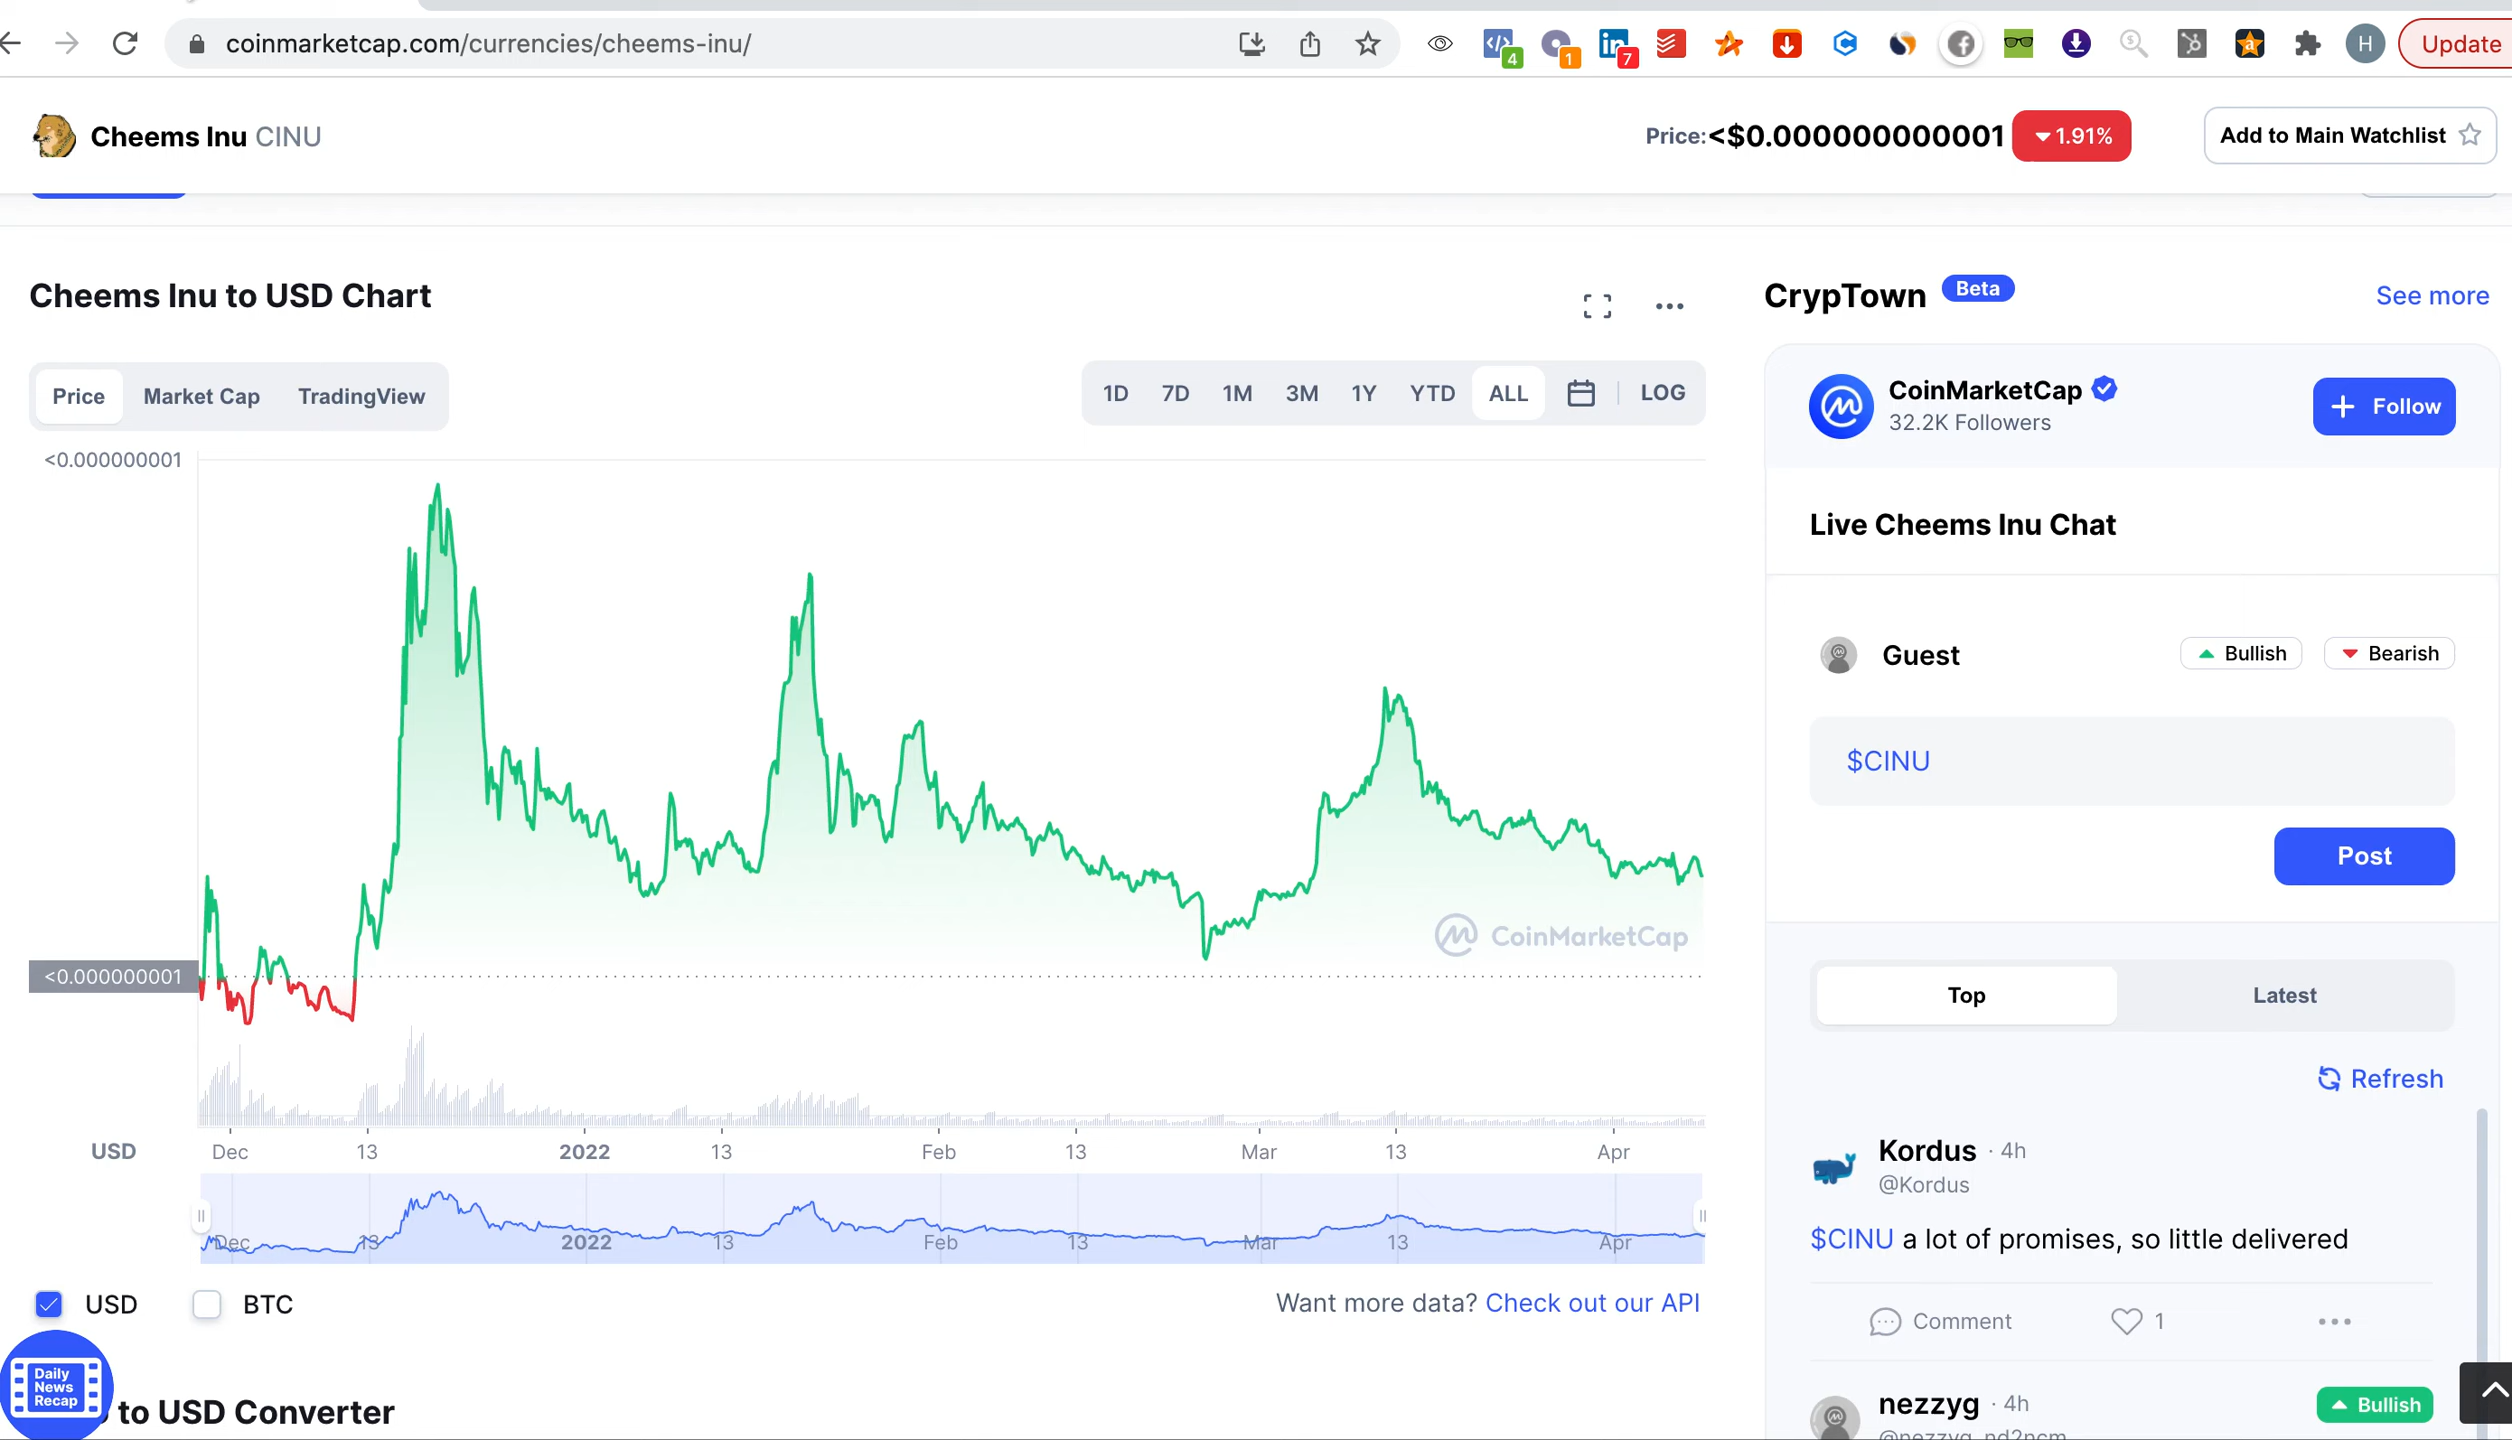 coinmarketcap.com/currencies/cheems-inu/
4
1
7
H
Update
Cheems Inu CINU
Price:<$0.000000000001
1.91%
Add to Main Watchlist
Cheems Inu to USD Chart
Price
Market Cap
TradingView
1D
7D
1M
3M
1Y
YTD
ALL
LOG
<0.000000001
<0.000000001
CoinMarketCap
USD
Dec
13
2022
13
Feb
13
Mar
13
Apr
Dec
13
2022
13
Feb
13
Mar
13
Apr
USD
BTC
Want more data? Check out our API
Daily
News
Recap
to USD Converter
CrypTown
Beta
See more
CoinMarketCap
32.2K Followers
+ Follow
Live Cheems Inu Chat
Guest
Bullish
Bearish
$CINU
Post
Top
Latest
Refresh
Kordus · 4h
@Kordus
$CINU a lot of promises, so little delivered
Comment
1
nezzyg · 4h
Bullish